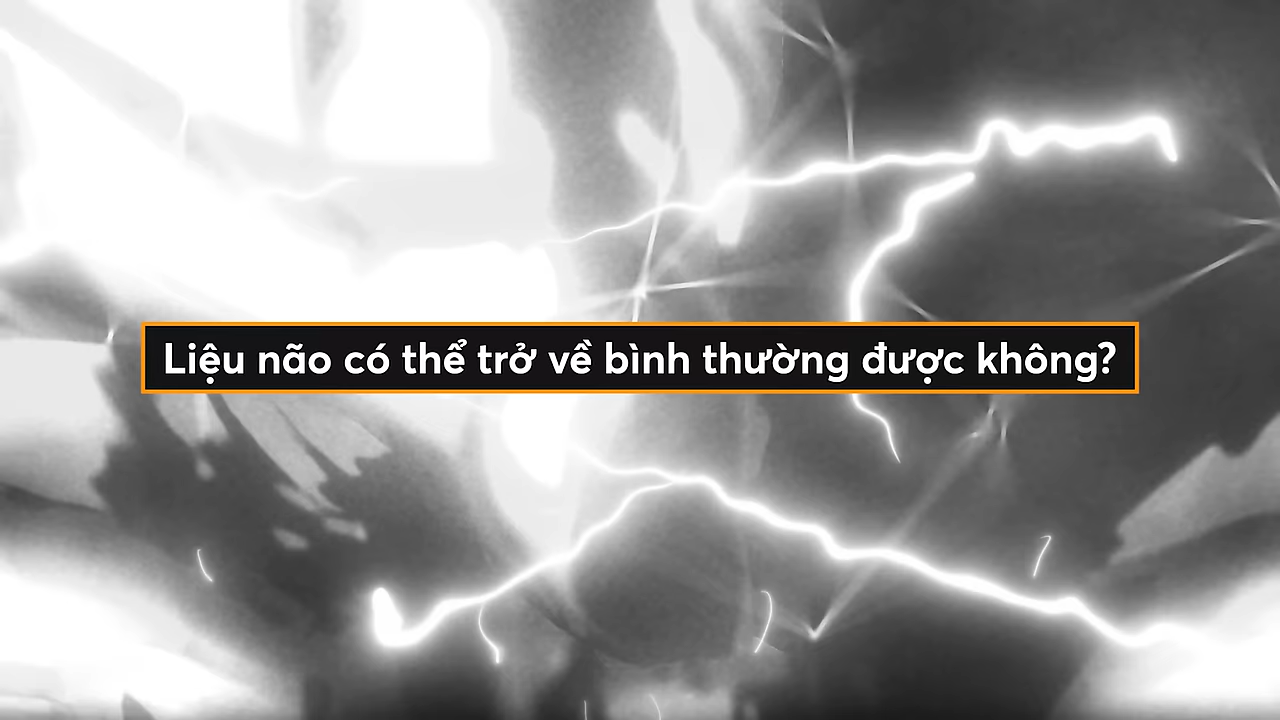 Liệu não có thể trở về bình thường được không?